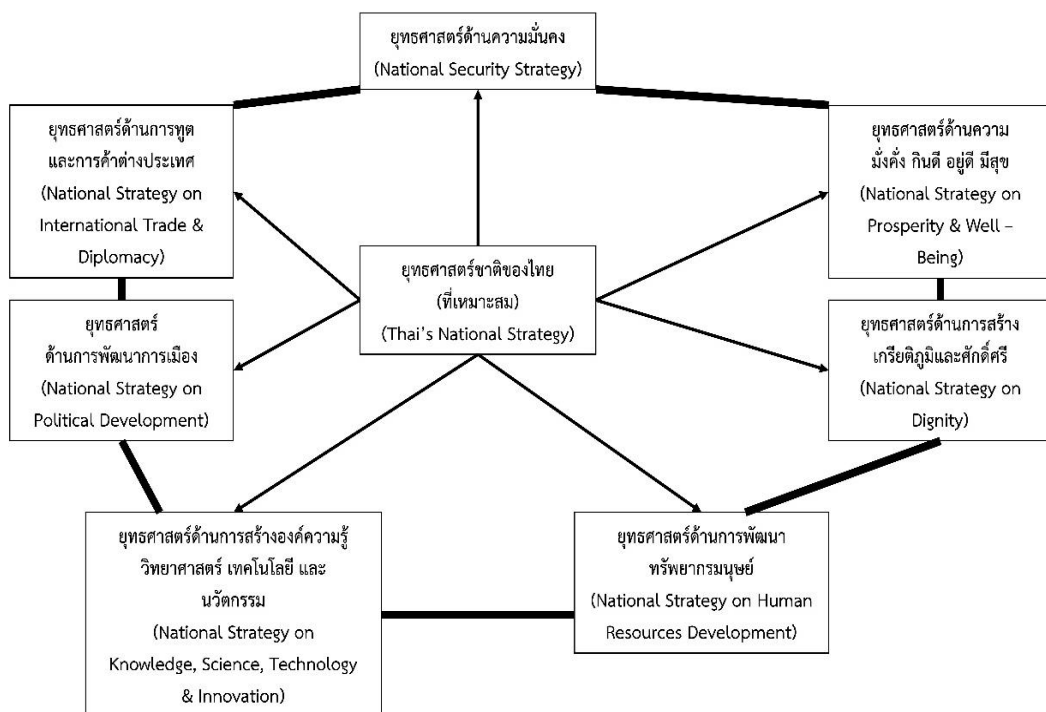 ยุทธศาสตร์ด้านความมั่นคง
(National Security Strategy)
ยุทธศาสตร์ด้านการทูต
และการค้าต่างประเทศ
(National Strategy on
International Trade &
Diplomacy)
ยุทธศาสตร์ด้านความ
มั่งคั่ง กินดี อยู่ดี มีสุข
(National Strategy on
Prosperity & Well –
Being)
ยุทธศาสตร์ชาติของไทย
(ที่เหมาะสม)
(Thai's National Strategy)
ยุทธศาสตร์
ด้านการพัฒนาการเมือง
(National Strategy on
Political Development)
ยุทธศาสตร์ด้านการสร้าง
เกรียติภูมิและศักดิ์ศรี
(National Strategy on
Dignity)
ยุทธศาสตร์ด้านการสร้างองค์ความรู้
วิทยาศาสตร์ เทคโนโลยี และ
นวัตกรรม
(National Strategy on
Knowledge, Science, Technology
& Innovation)
ยุทธศาสตร์ด้านการพัฒนา
ทรัพยากรมนุษย์
(National Strategy on Human
Resources Development)